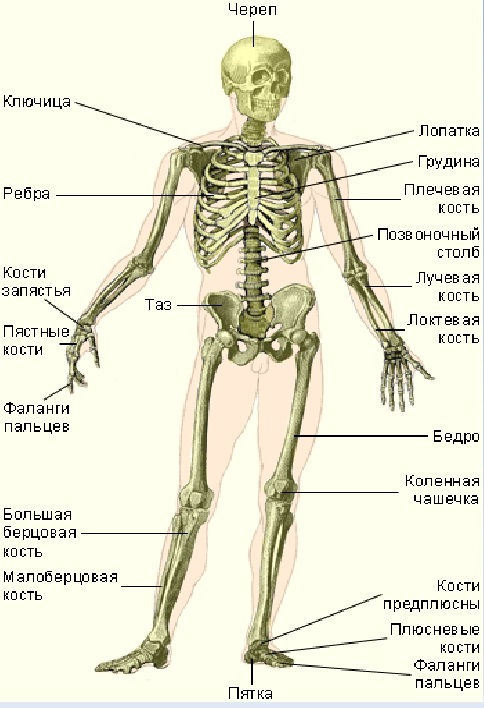 Череп
Ключица
Лопатка
Грудина
Ребра
Плечевая
кость
Позвоночный
столб
Кости
запястья
Таз
Лучевая
кость
Пястные
кости
Локтевая
кость
Фаланги
пальцев
Бедро
Коленная
чашечка
Большая
берцовая
кость
Малоберцовая
кость
Кости
предплюсны
Плюсневые
кости
Фаланги
пальцев
Пятка